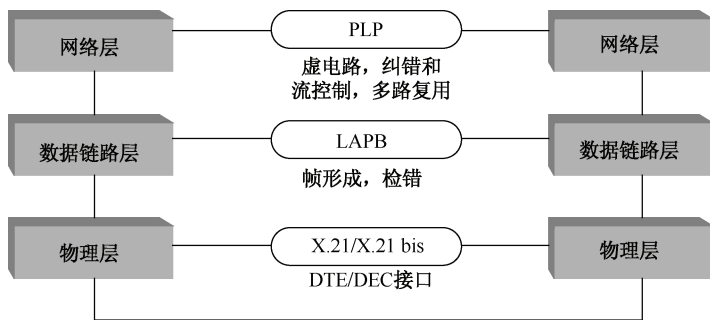 网络层
PLP
网络层
虚电路，纠错和
流控制，多路复用
数据链路层
LAPB
数据链路层
帧形成，检错
物理层
X.21/X.21 bis
物理层
DTE/DEC接口